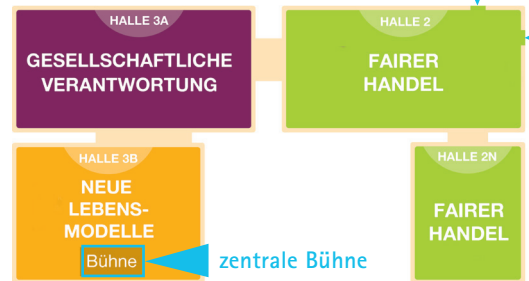 HALLE 3A
GESELLSCHAFTLICHE
VERANTWORTUNG
HALLE 2
FAIRER
HANDEL
HALLE 3B
NEUE
LEBENS-
MODELLE
Bühne
zentrale Bühne
HALLE 2N
FAIRER
HANDEL